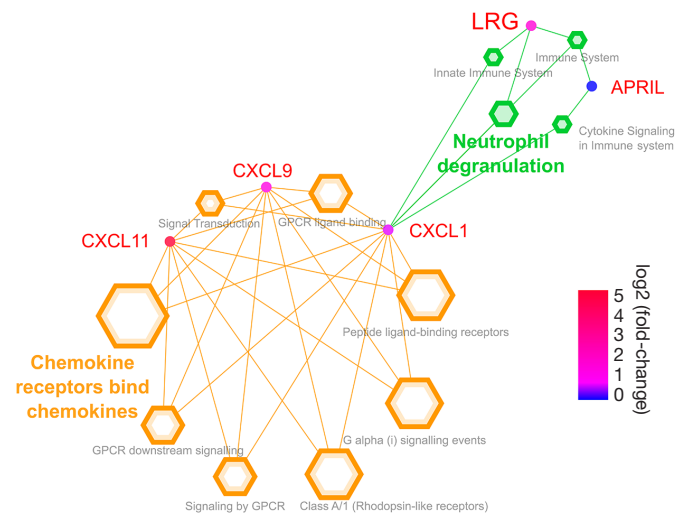 LRG
Immune System
Innate Immune System
APRIL
Cytokine Signaling
in Immune system
Neutrophil
degranulation
CXCL9
Signal Transduction
GPCR ligand binding
CXCL11
CXCL1
Peptide ligand-binding receptors
Chemokine
receptors bind
chemokines
GPCR downstream signalling
G alpha (i) signalling events
Signaling by GPCR
Class A/1 (Rhodopsin-like receptors)
5
4
3
2
1
0
log2 (fold-change)